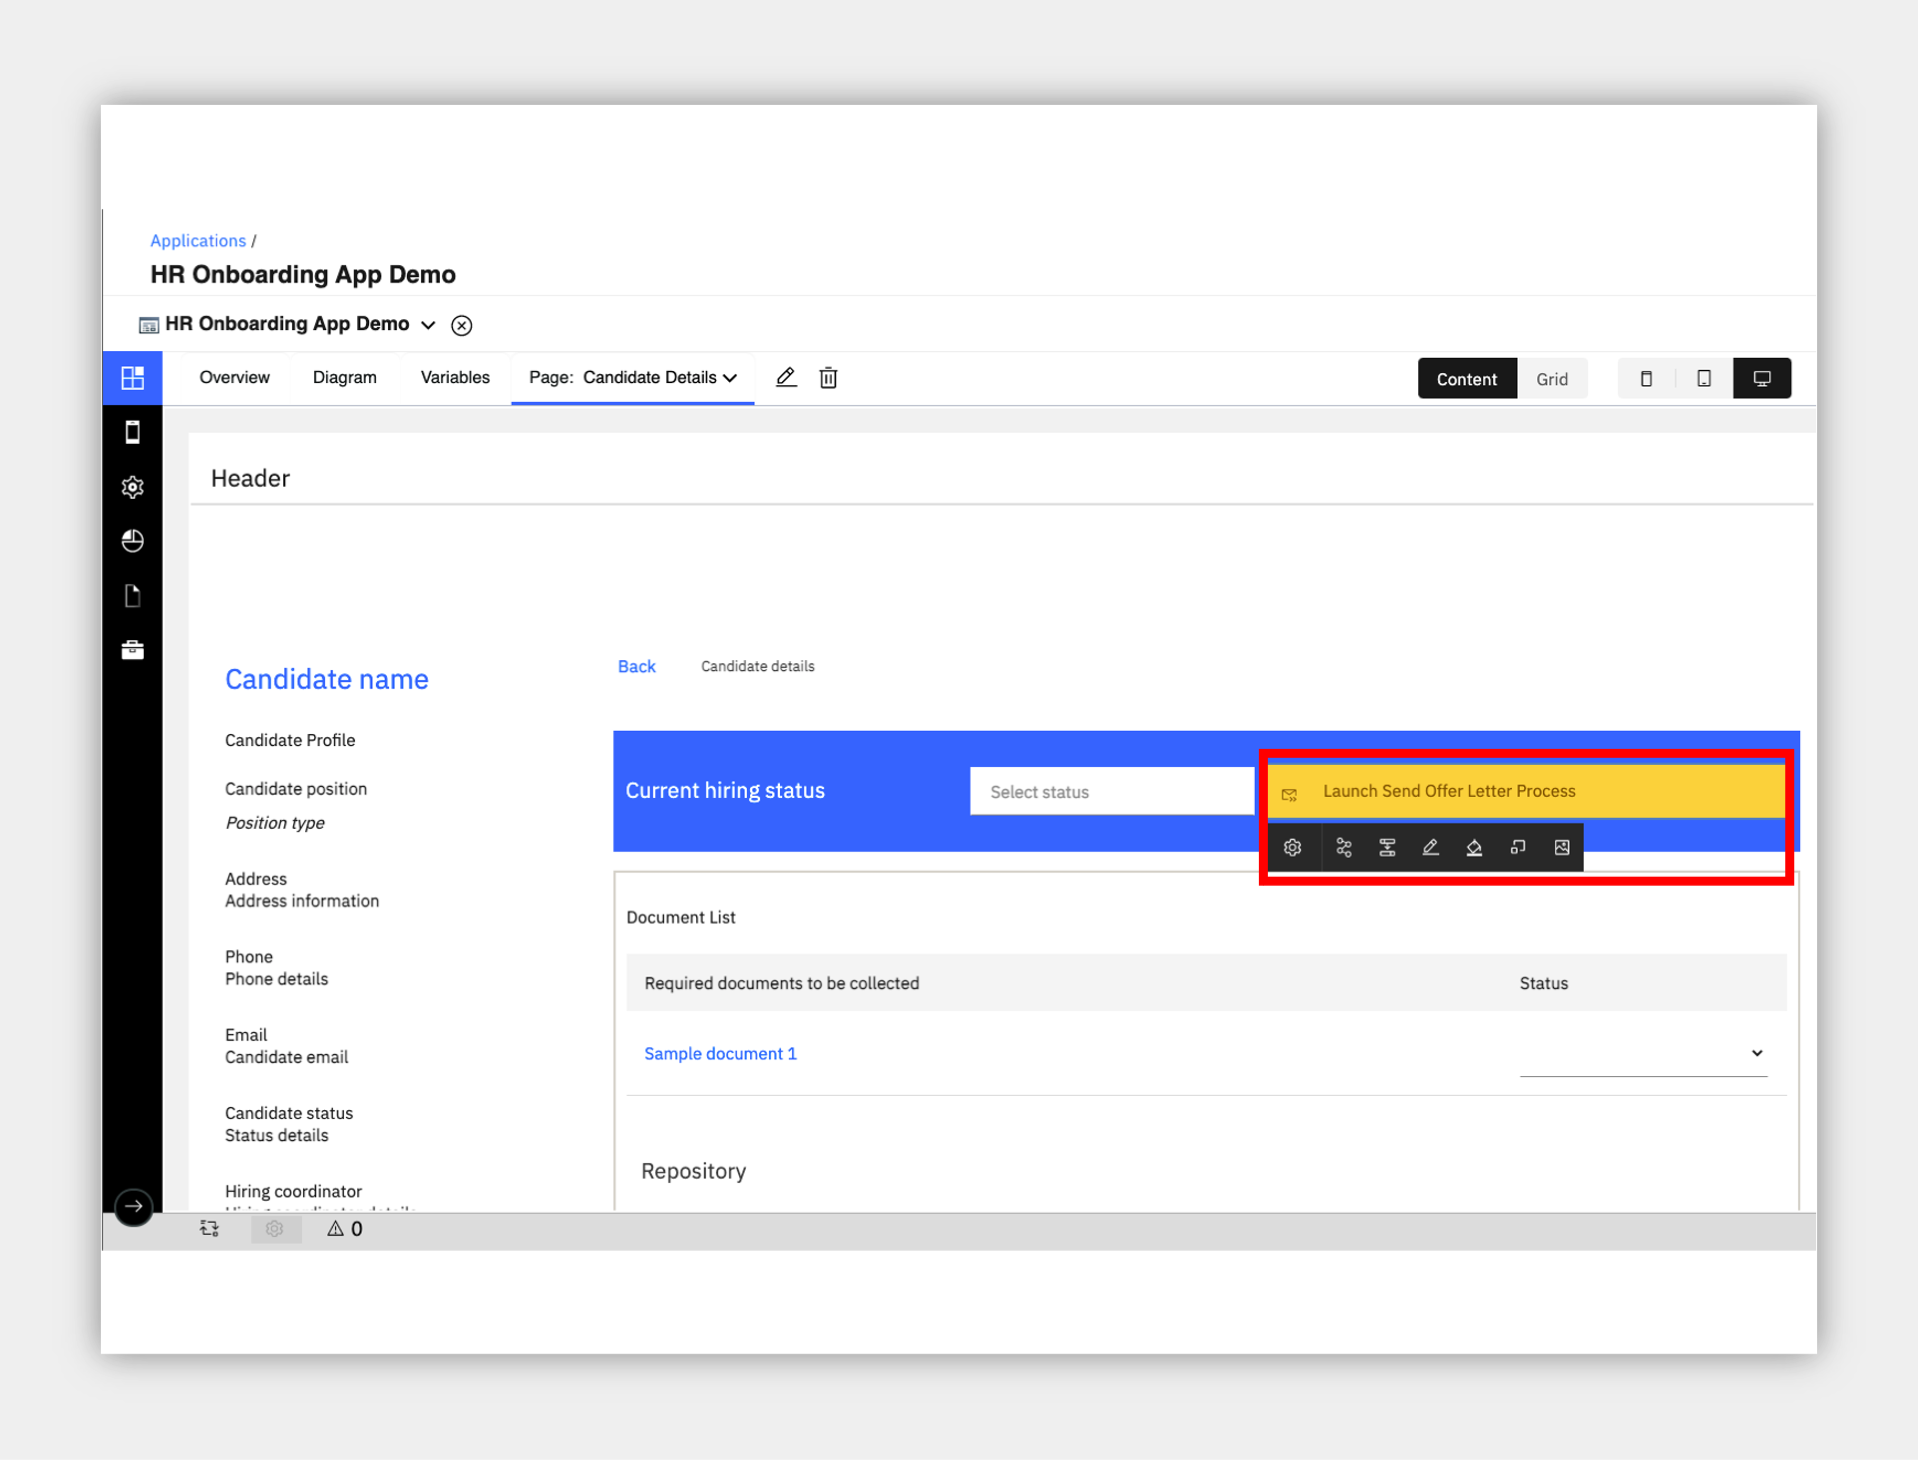 Applications /
HR Onboarding App Demo
HR Onboarding App Demo
Overview Diagram Variables Page: Candidate Details Content Grid
Header
Candidate name
Back Candidate details
Candidate Profile
Candidate position
Position type
Current hiring status Select status Launch Send Offer Letter Process
Address
Address information
Phone
Phone details
Email
Candidate email
Candidate status
Status details
Hiring coordinator
Document List
Required documents to be collected Status
Sample document 1
Repository
0